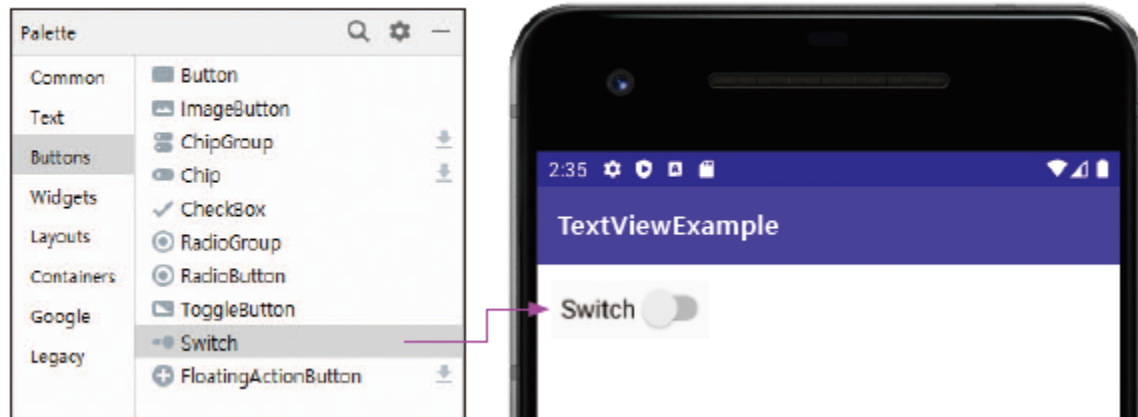 Palette
Common
Text
Buttons
Widgets
Layouts
Containers
Google
Legacy
Button
ImageButton
ChipGroup
Chip
CheckBox
RadioGroup
RadioButton
ToggleButton
Switch
FloatingActionButton
2:35
TextViewExample
Switch